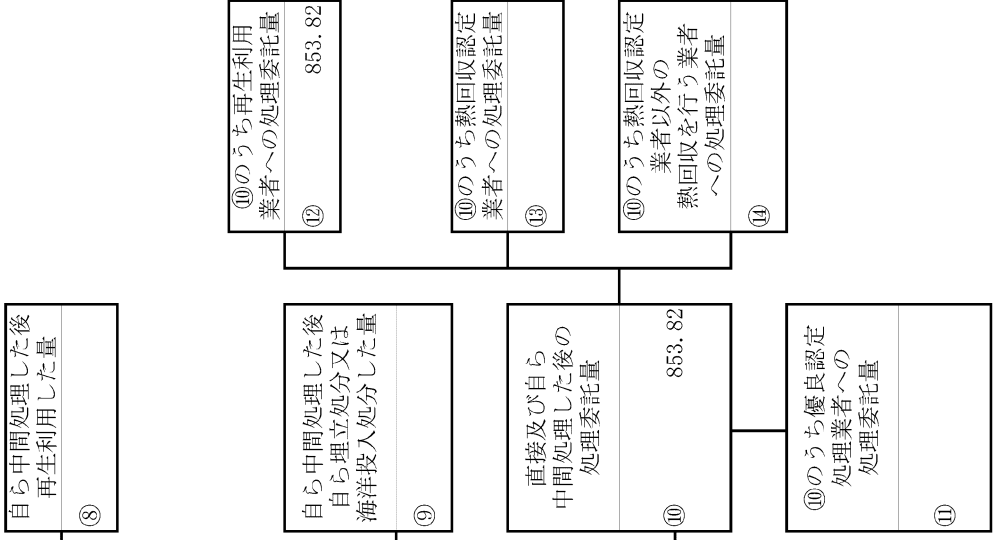 自ら中間処理した後
再生利用した量
⑧
自ら中間処理した後
自ら埋立処分又は
海洋投入処分した量
⑨
直接及び自ら
中間処理した後の
処理委託量
⑩ 853.82
⑩のうち優良認定
処理業者への
処理委託量
⑪
⑩のうち再生利用
業者への処理委託量
⑫ 853.82
⑩のうち熱回収認定
業者への処理委託量
⑬
⑩のうち熱回収認定
業者以外の
熱回収を行う業者
への処理委託量
⑭